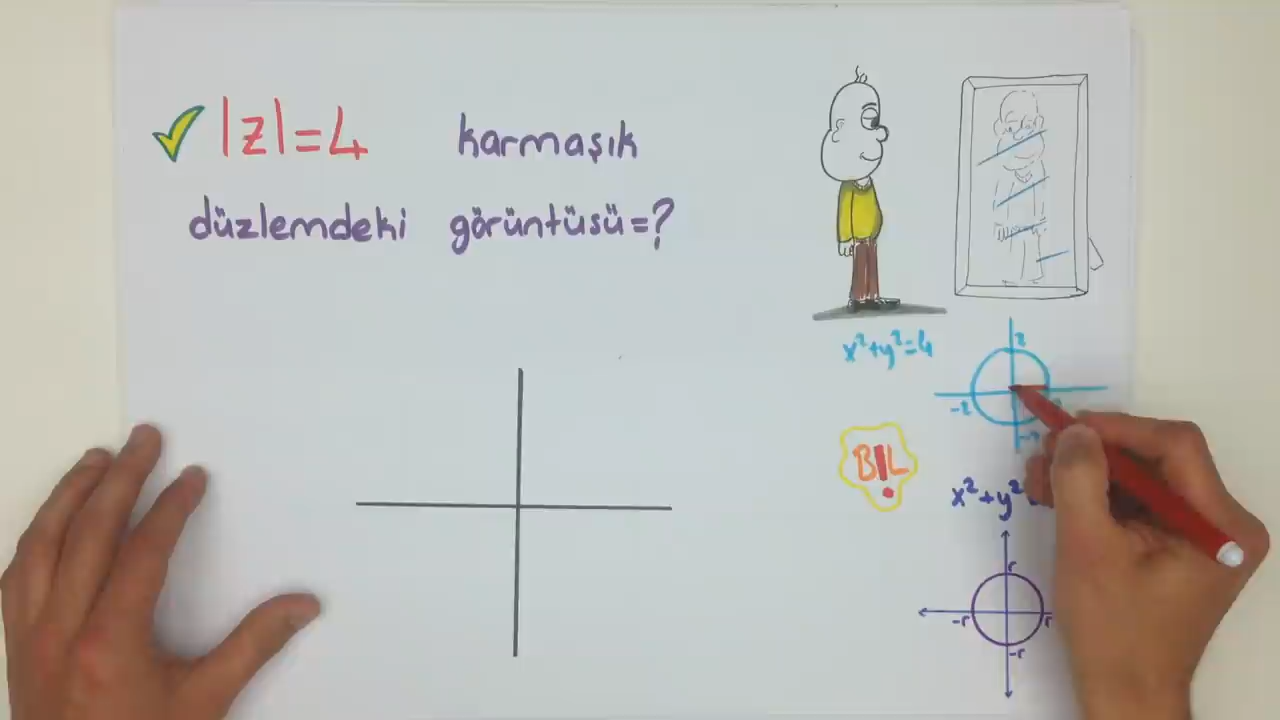 |z|=4 karmaşık
düzlemdeki görüntüsü=?
x²+y²=4
2
-2
BİL
x²+y²
r
-r r
-r